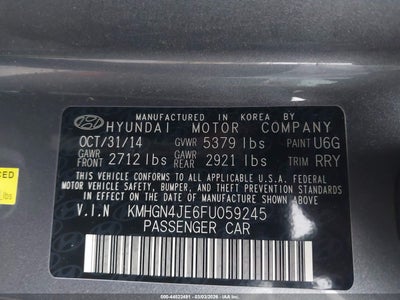 MANUFACTURED IN KOREA BY
HYUNDAI MOTOR COMPANY
OCT/31/14 GVWR 5379 lbs PAINT U6G
GAWR FRONT 2712 lbs GAWR REAR 2921 lbs TRIM RRY
THIS VEHICLE CONFORMS TO ALL APPLICABLE
U.S.A. FEDERAL MOTOR VEHICLE
SAFETY, BUMPER, AND THEFT PREVENTION
STANDARDS IN EFFECT ON THE DATE OF
MANUFACTURE SHOWN ABOVE.
V.I.N KMHGN4JE6FU059245
PASSENGER CAR
CED
lbs